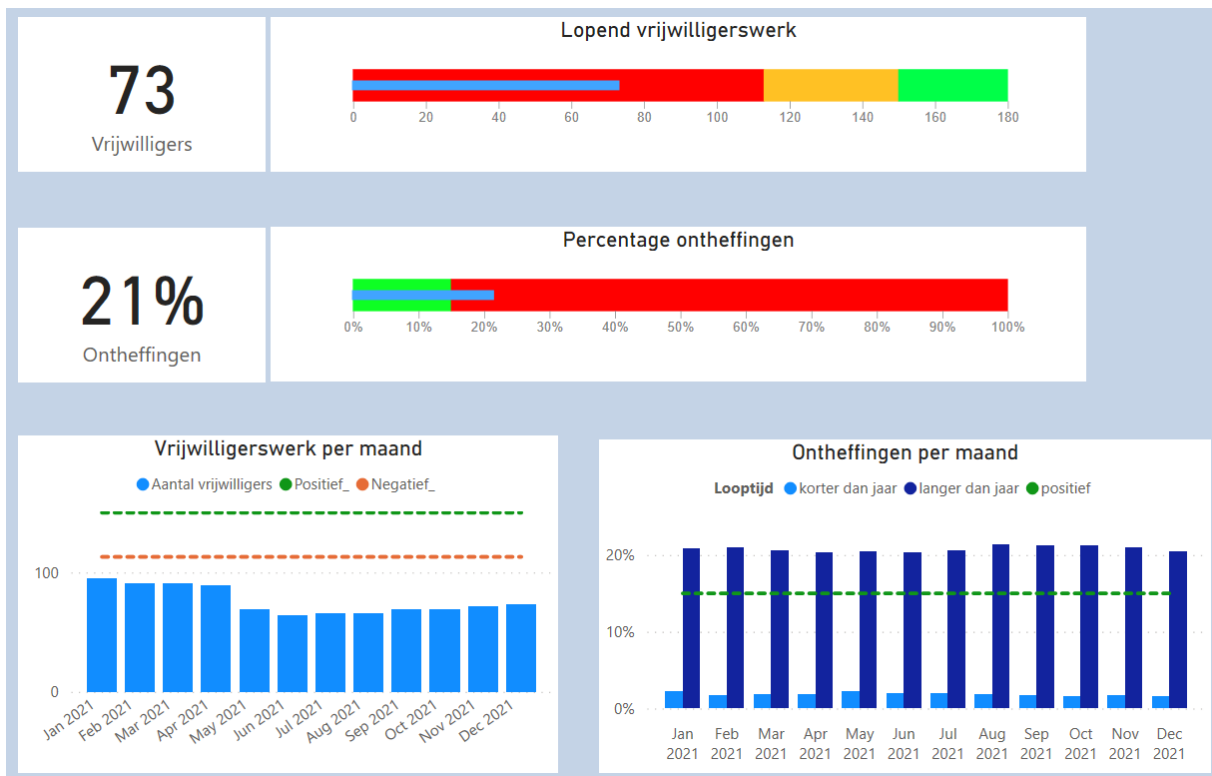 73
Vrijwilligers
Lopend vrijwilligerswerk
0 20 40 60 80 100 120 140 160 180
21%
Ontheffingen
Percentage ontheffingen
0% 10% 20% 30% 40% 50% 60% 70% 80% 90% 100%
Vrijwilligerswerk per maand
Aantal vrijwilligers Positief_ Negatief_
100
0
Jan 2021 Feb 2021 Mar 2021 Apr 2021 May 2021 Jun 2021 Jul 2021 Aug 2021 Sep 2021 Oct 2021 Nov 2021 Dec 2021
Ontheffingen per maand
Looptijd korter dan jaar langer dan jaar positief
20%
10%
0%
Jan Feb Mar Apr May Jun Jul Aug Sep Oct Nov Dec
2021 2021 2021 2021 2021 2021 2021 2021 2021 2021 2021 2021